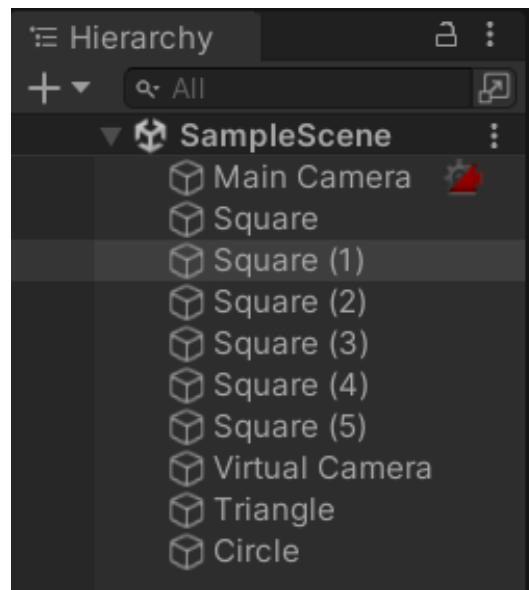 Hierarchy
All
SampleScene
Main Camera
Square
Square (1)
Square (2)
Square (3)
Square (4)
Square (5)
Virtual Camera
Triangle
Circle